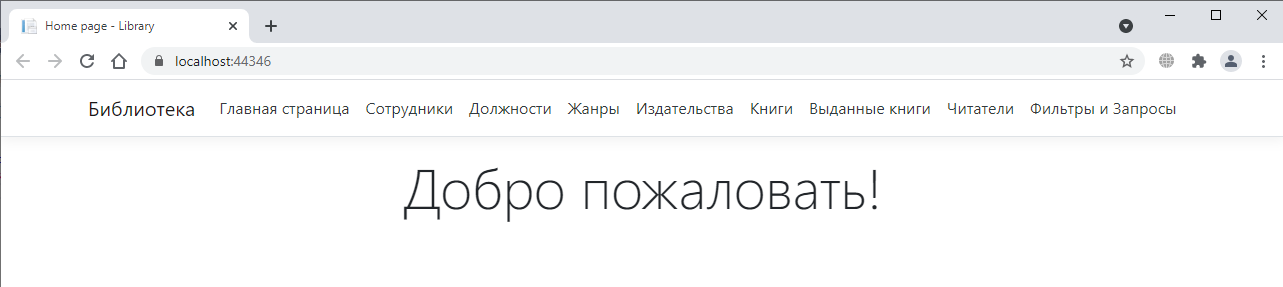 Home page - Library
localhost:44346
Библиотека Главная страница Сотрудники Должности Жанры Издательства Книги Выданные книги Читатели Фильтры и Запросы
Добро пожаловать!